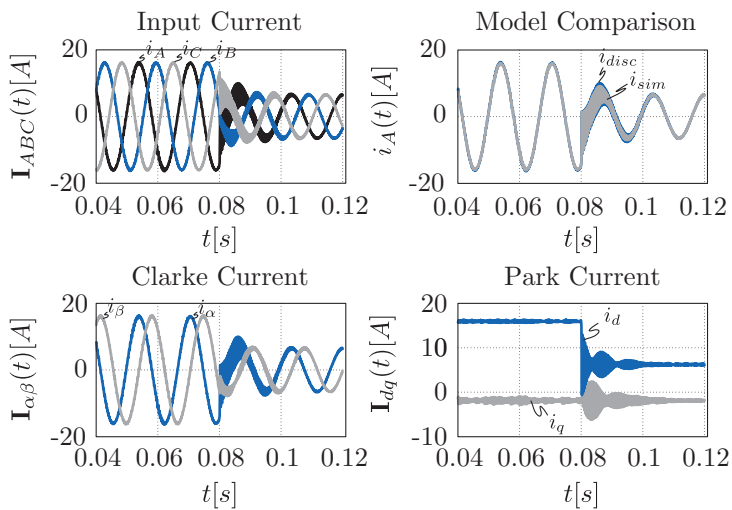 Input Current
I_ABC(t)[A]
20
0
-20
i_A
i_C
i_B
0.04 0.06 0.08 0.1 0.12
t[s]
Model Comparison
i_A(t)[A]
20
0
-20
i_disc
i_sim
0.04 0.06 0.08 0.1 0.12
t[s]
Clarke Current
I_αβ(t)[A]
20
0
-20
i_β
i_α
0.04 0.06 0.08 0.1 0.12
t[s]
Park Current
I_dq(t)[A]
20
10
0
-10
i_d
i_q
0.04 0.06 0.08 0.1 0.12
t[s]